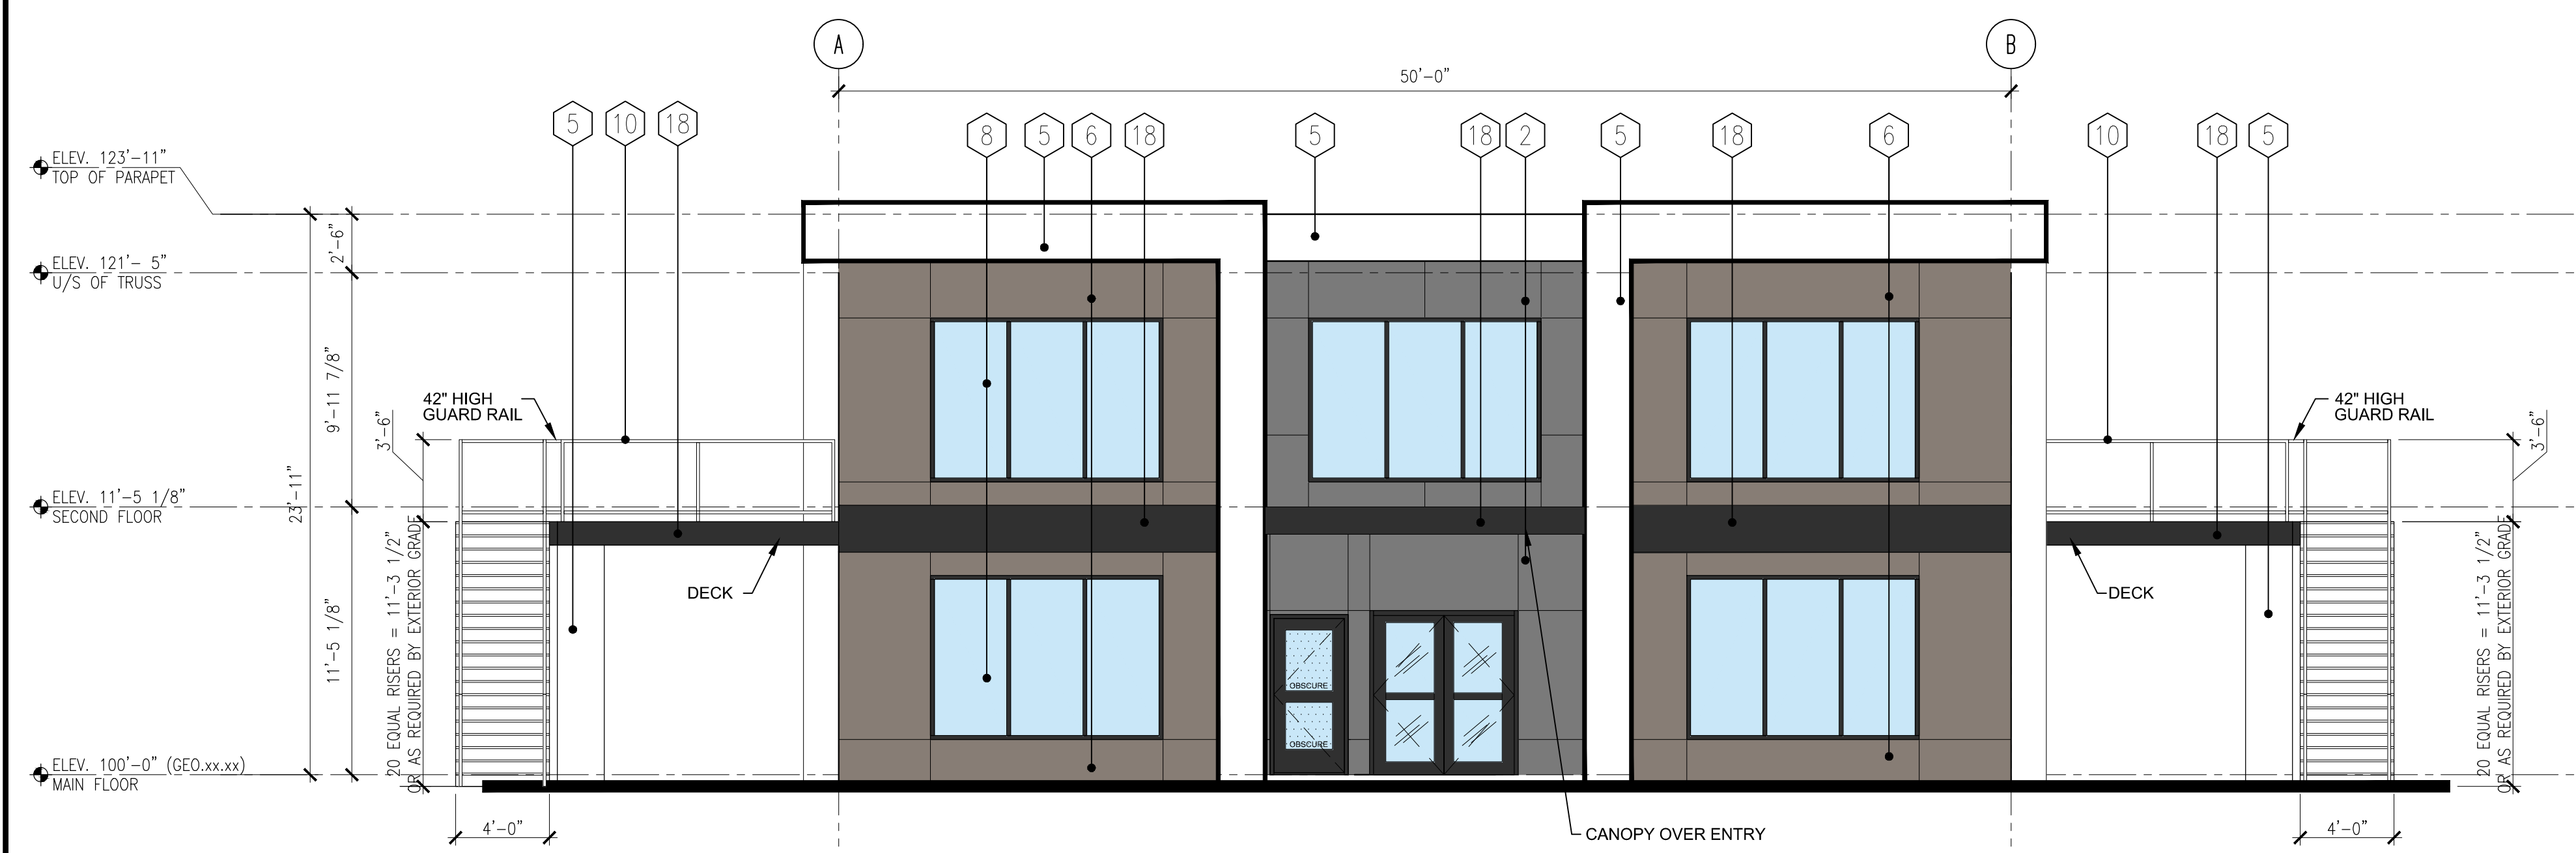 A
B
50'-0"
5
10
18
8
5
6
18
5
18
2
5
18
6
10
18
5
ELEV. 123'-11"
TOP OF PARAPET
ELEV. 121'- 5"
U/S OF TRUSS
ELEV. 11'-5 1/8"
SECOND FLOOR
ELEV. 100'-0" (GEO.xx.xx)
MAIN FLOOR
23'-11"
2'-6"
9'-11 7/8"
11'-5 1/8"
3'-6"
20 EQUAL RISERS = 11'-3 1/2"
OR AS REQUIRED BY EXTERIOR GRADE
42" HIGH
GUARD RAIL
DECK
OBSCURE
OBSCURE
42" HIGH
GUARD RAIL
3'-6"
DECK
20 EQUAL RISERS = 11'-3 1/2"
OR AS REQUIRED BY EXTERIOR GRADE
4'-0"
CANOPY OVER ENTRY
4'-0"